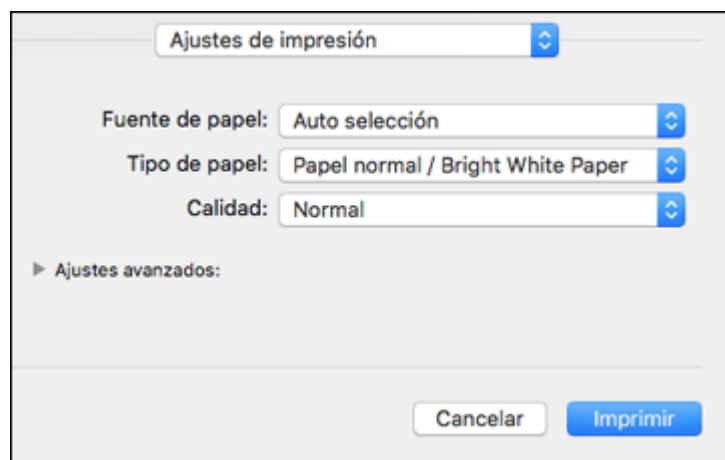 Ajustes de impresión
Fuente de papel: Auto selección
Tipo de papel: Papel normal / Bright White Paper
Calidad: Normal
Ajustes avanzados:
Cancelar Imprimir